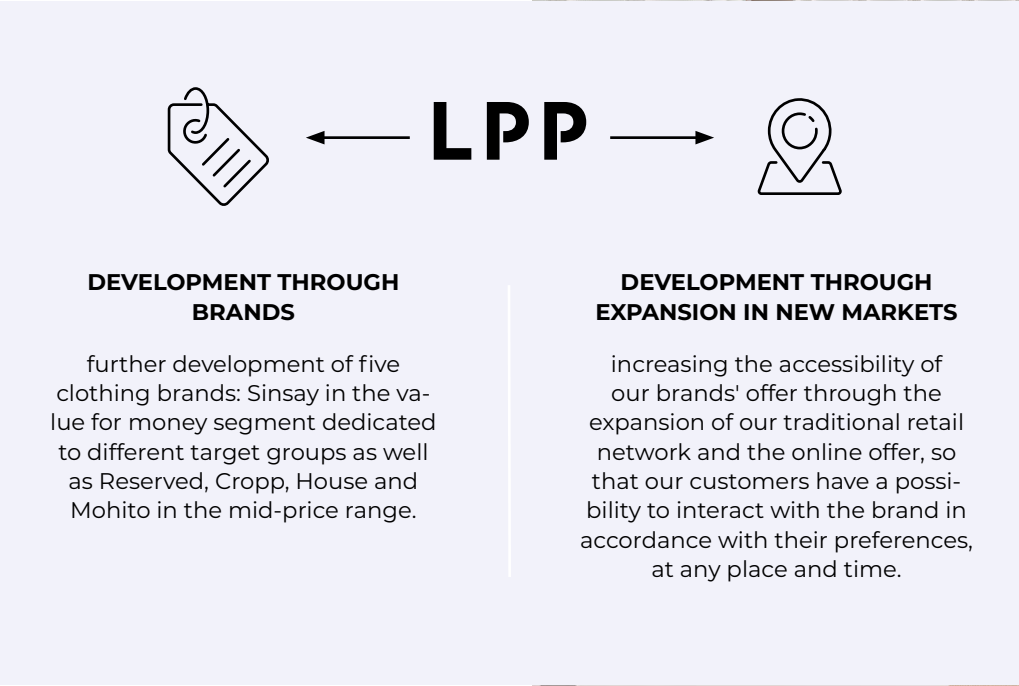 LPP
DEVELOPMENT THROUGH
BRANDS
further development of five
clothing brands: Sinsay in the va-
lue for money segment dedicated
to different target groups as well
as Reserved, Cropp, House and
Mohito in the mid-price range.
DEVELOPMENT THROUGH
EXPANSION IN NEW MARKETS
increasing the accessibility of
our brands' offer through the
expansion of our traditional retail
network and the online offer, so
that our customers have a possi-
bility to interact with the brand in
accordance with their preferences,
at any place and time.